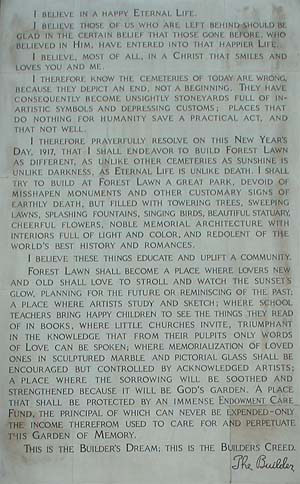 I BELIEVE IN A HAPPY ETERNAL LIFE.
I BELIEVE THOSE OF US WHO ARE LEFT BEHIND SHOULD BE
GLAD IN THE CERTAIN BELIEF THAT THOSE GONE BEFORE, WHO
BELIEVED IN HIM, HAVE ENTERED INTO THAT HAPPIER LIFE.
I BELIEVE, MOST OF ALL, IN A CHRIST THAT SMILES AND
LOVES YOU AND ME.
I THEREFORE KNOW THE CEMETERIES OF TODAY ARE WRONG,
BECAUSE THEY DEPICT AN END, NOT A BEGINNING. THEY HAVE
CONSEQUENTLY BECOME UNSIGHTLY STONEYARDS FULL OF IN-
ARTISTIC SYMBOLS AND DEPRESSING CUSTOMS; PLACES THAT
DO NOTHING FOR HUMANITY SAVE A PRACTICAL ACT, AND
THAT NOT WELL.
I THEREFORE PRAYERFULLY RESOLVE ON THIS NEW YEAR'S
DAY, 1917, THAT I SHALL ENDEAVOR TO BUILD FOREST LAWN
AS DIFFERENT, AS UNLIKE OTHER CEMETERIES AS SUNSHINE IS
UNLIKE DARKNESS, AS ETERNAL LIFE IS UNLIKE DEATH. I SHALL
TRY TO BUILD AT FOREST LAWN A GREAT PARK, DEVOID OF
MISSHAPEN MONUMENTS AND OTHER CUSTOMARY SIGNS OF
EARTHLY DEATH, BUT FILLED WITH TOWERING TREES, SWEEPING
LAWNS, SPLASHING FOUNTAINS, SINGING BIRDS, BEAUTIFUL STATUARY,
CHEERFUL FLOWERS, NOBLE MEMORIAL ARCHITECTURE WITH
INTERIORS FULL OF LIGHT AND COLOR, AND REDOLENT OF THE
WORLD'S BEST HISTORY AND ROMANCES.
I BELIEVE THESE THINGS EDUCATE AND UPLIFT A COMMUNITY.
FOREST LAWN SHALL BECOME A PLACE WHERE LOVERS NEW
AND OLD SHALL LOVE TO STROLL AND WATCH THE SUNSET'S
GLOW, PLANNING FOR THE FUTURE OR REMINISCING OF THE PAST;
A PLACE WHERE ARTISTS STUDY AND SKETCH; WHERE SCHOOL
TEACHERS BRING HAPPY CHILDREN TO SEE THE THINGS THEY READ
OF IN BOOKS; WHERE LITTLE CHURCHES INVITE, TRIUMPHANT
IN THE KNOWLEDGE THAT FROM THEIR PULPITS ONLY WORDS
OF LOVE CAN BE SPOKEN; WHERE MEMORIALIZATION OF LOVED
ONES IN SCULPTURED MARBLE AND PICTORIAL GLASS SHALL BE
ENCOURAGED BUT CONTROLLED BY ACKNOWLEDGED ARTISTS;
A PLACE WHERE THE SORROWING WILL BE SOOTHED AND
STRENGTHENED BECAUSE IT WILL BE GOD'S GARDEN. A PLACE
THAT SHALL BE PROTECTED BY AN IMMENSE ENDOWMENT CARE
FUND, THE PRINCIPAL OF WHICH CAN NEVER BE EXPENDED–ONLY
THE INCOME THEREFROM USED TO CARE FOR AND PERPETUATE
THIS GARDEN OF MEMORY.
THIS IS THE BUILDER'S DREAM; THIS IS THE BUILDERS CREED.
The Builder